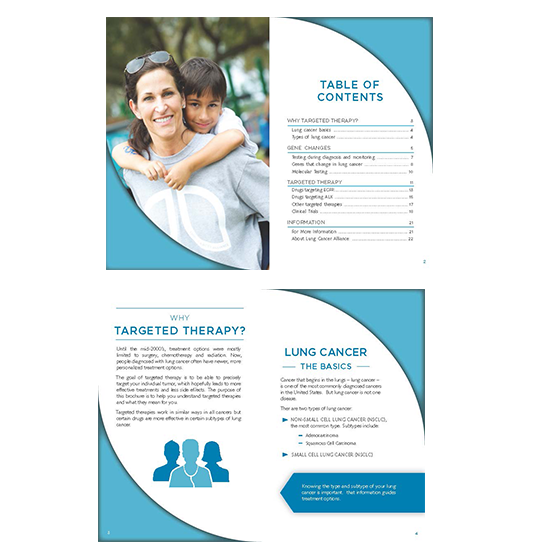 TABLE OF
CONTENTS
WHY TARGETED THERAPY? 3
Lung cancer basics 4
Types of lung cancer 4
GENE CHANGES 6
Testing during diagnosis and monitoring 7
Genes that change in lung cancer 9
Molecular Testing 10
TARGETED THERAPY 11
Drugs targeting EGFR 13
Drugs targeting ALK 16
Other targeted therapies 17
Clinical Trials 19
INFORMATION 21
For More Information 21
About Lung Cancer Alliance 22
2
WHY
TARGETED THERAPY?
Until the mid-2000'S, treatment options were mostly
limited to surgery, chemotherapy and radiation. Now,
people diagnosed with lung cancer often have newer, more
personalized treatment options.
The goal of targeted therapy is to be able to precisely
target your individual tumor, which hopefully leads to more
effective treatments and less side effects. The purpose of
this brochure is to help you understand targeted therapies
and what they mean for you.
Targeted therapies work in similar ways in all cancers but
certain drugs are more effective in certain subtypes of lung
cancer.
3
LUNG CANCER
THE BASICS
Cancer that begins in the lungs – lung cancer –
is one of the most commonly diagnosed cancers
in the United States. But lung cancer is not one
disease.
Ther are two types of lung cancer:
NON-SMALL CELL LUNG CANCER (NSCLC),
the most common type. Subtypes include:
Adenocarcinoma
Squamous Cell Carcinoma
SMALL CELL LUNG CANCER (NSCLC)
Knowing the type and subtype of your lung
cancer is important. that information guides
treatment options.
4